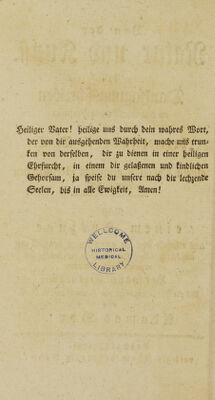 Heiliger Vater! heilige uns durch dein wahres Wort,
der von dir ausgehenden Wahrheit, mache uns trun-
ken von derselben, dir zu dienen in einer heiligen
Ehrfurcht, in einem dir gelaßenen und kindlichen
Gehorsam, ja speise du unsere nach dir lechzende
Seelen, bis in alle Ewigkeit, Amen!
WELLCOME
HISTORICAL
MEDICAL
LIBRARY